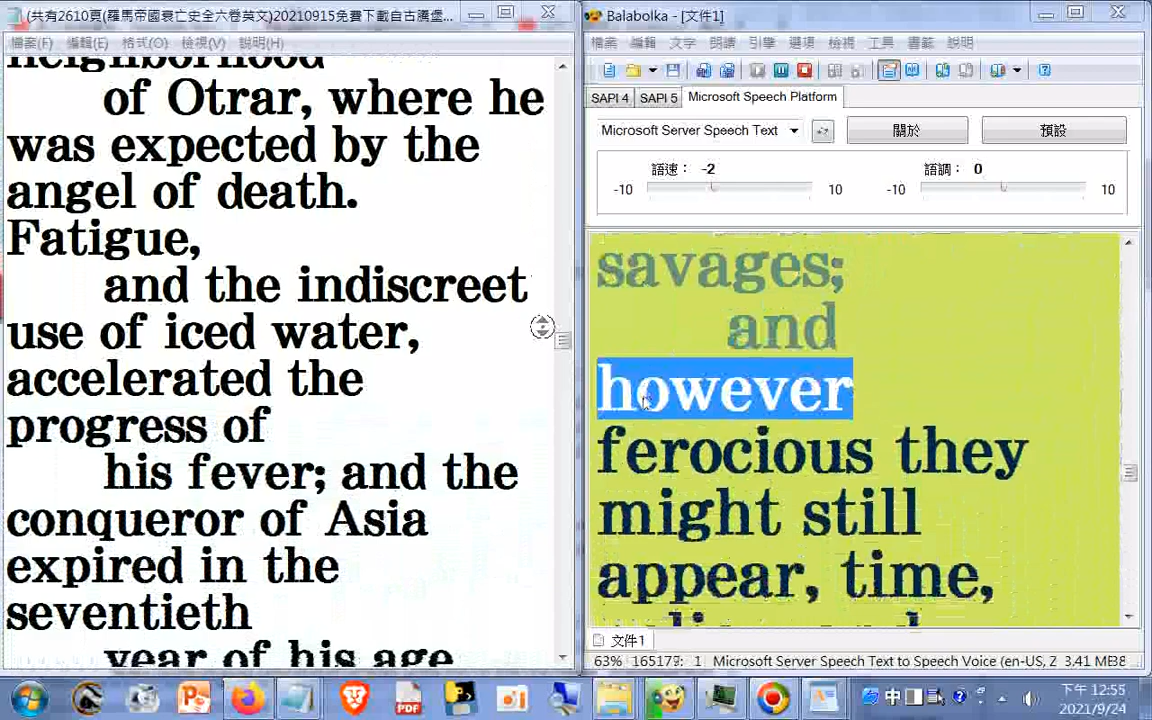 (共有2610頁(羅馬帝國衰亡史全六卷英文)20210915免費下載自古騰堡...
檔案(F) 編輯(E) 格式(O) 檢視(V) 說明(H)
neighborhood
of Otrar, where he
was expected by the
angel of death.
Fatigue,
and the indiscreet
use of iced water,
accelerated the
progress of
his fever; and the
conqueror of Asia
expired in the
seventieth
year of his age
Balabolka - [文件1]
檔案 編輯 文字 朗讀 引擎 選項 檢視 工具 書籤 說明
SAPI 4 SAPI 5 Microsoft Speech Platform
Microsoft Server Speech Text 關於 預設
語速： -2 語調： 0
-10 10 -10 10
savages;
and
however
ferocious they
might still
appear, time,
文件1
63% 165179: 1 Microsoft Server Speech Text to Speech Voice (en-US, Z 3.41 MB
中
下午 12:55
2021/9/24